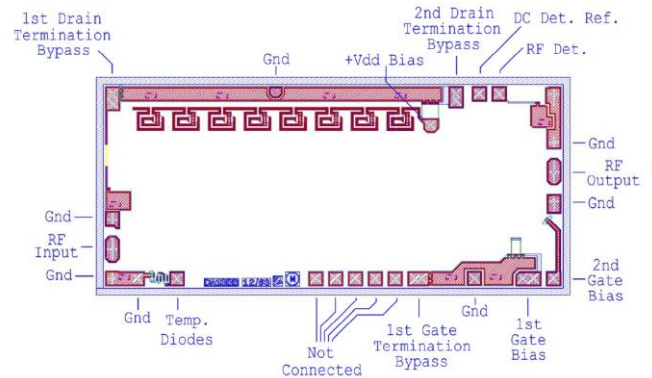 1st Drain
Termination
Bypass
Gnd
+Vdd Bias
2nd Drain
Termination
Bypass
DC Det. Ref.
RF Det.
Gnd
RF
Output
Gnd
2nd
Gate
Bias
Gnd
RF
Input
Gnd
Gnd
Temp.
Diodes
Not
Connected
1st Gate
Termination
Bypass
Gnd
1st
Gate
Bias